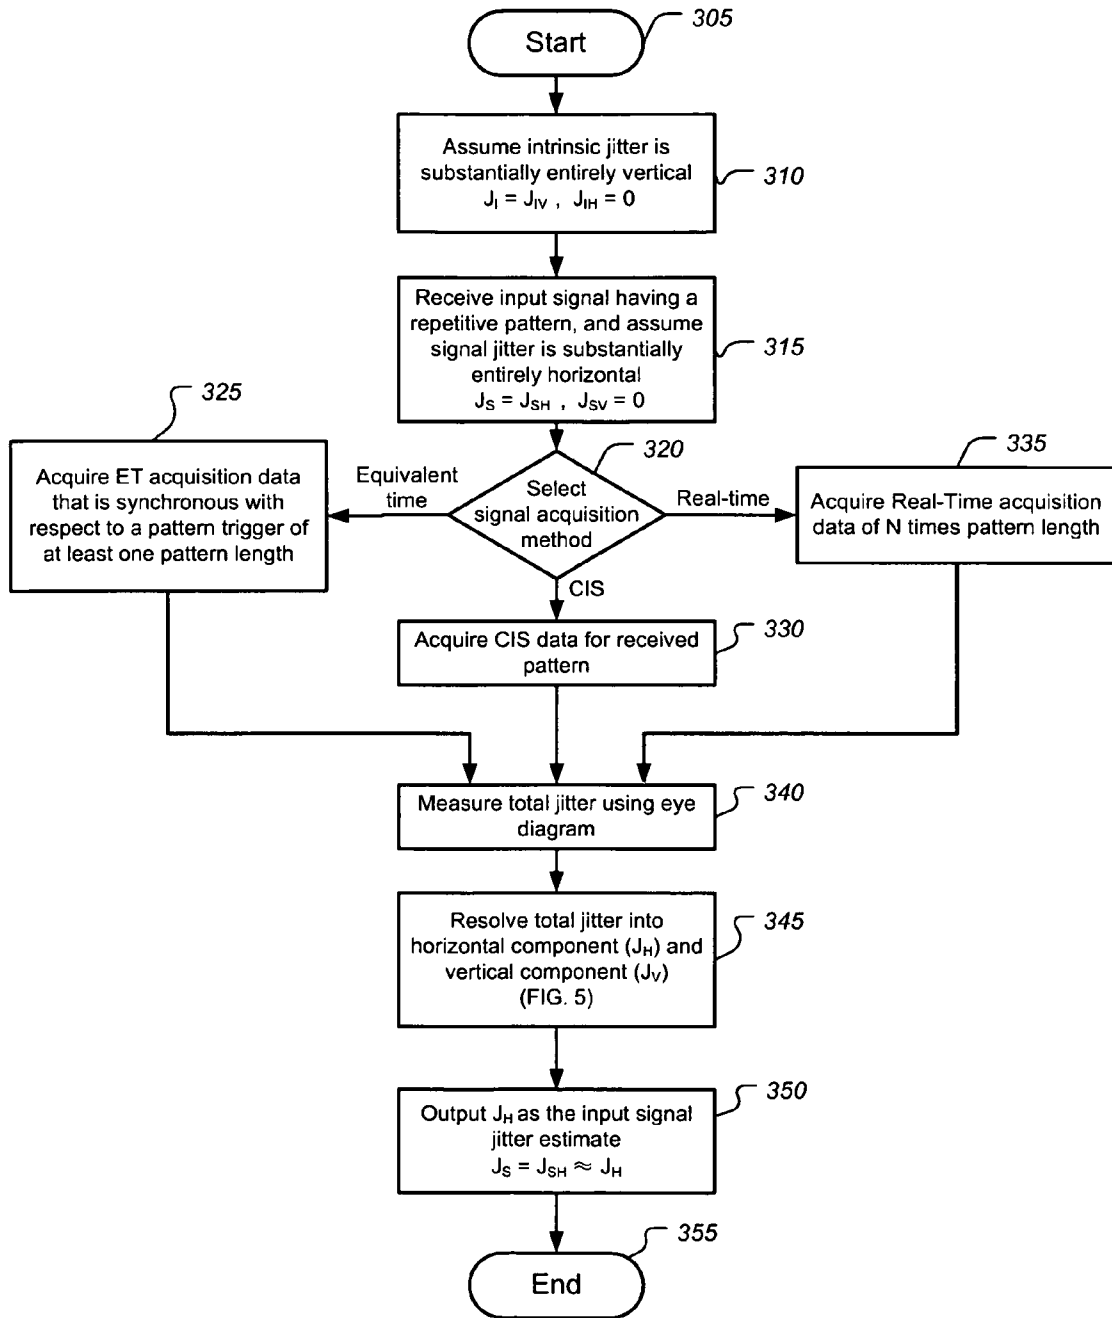 Start
305
Assume intrinsic jitter is
substantially entirely vertical
J_I = J_IV , J_IH = 0
310
Receive input signal having a
repetitive pattern, and assume
signal jitter is substantially
entirely horizontal
J_S = J_SH , J_SV = 0
315
320
Select
signal acquisition
method
Equivalent
time
Real-time
CIS
325
Acquire ET acquisition data
that is synchronous with
respect to a pattern trigger of
at least one pattern length
335
Acquire Real-Time acquisition
data of N times pattern length
Acquire CIS data for received
pattern
330
Measure total jitter using eye
diagram
340
Resolve total jitter into
horizontal component (J_H) and
vertical component (J_V)
(FIG. 5)
345
Output J_H as the input signal
jitter estimate
J_S = J_SH ≈ J_H
350
End
355